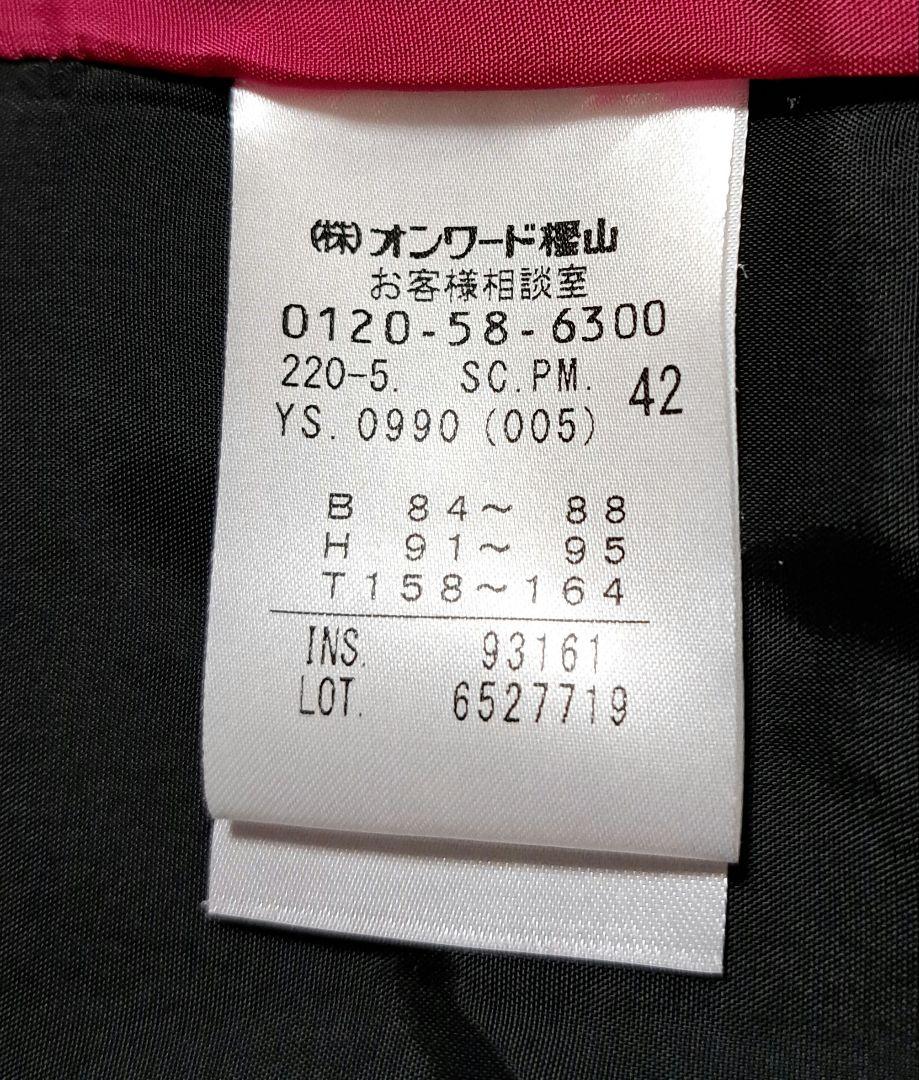 ㈱オンワード樫山
お客様相談室
0120-58-6300
220-5. SC.PM. 42
YS. 0990 (005)
B 84～ 88
H 91～ 95
T158～164
INS. 93161
LOT. 6527719